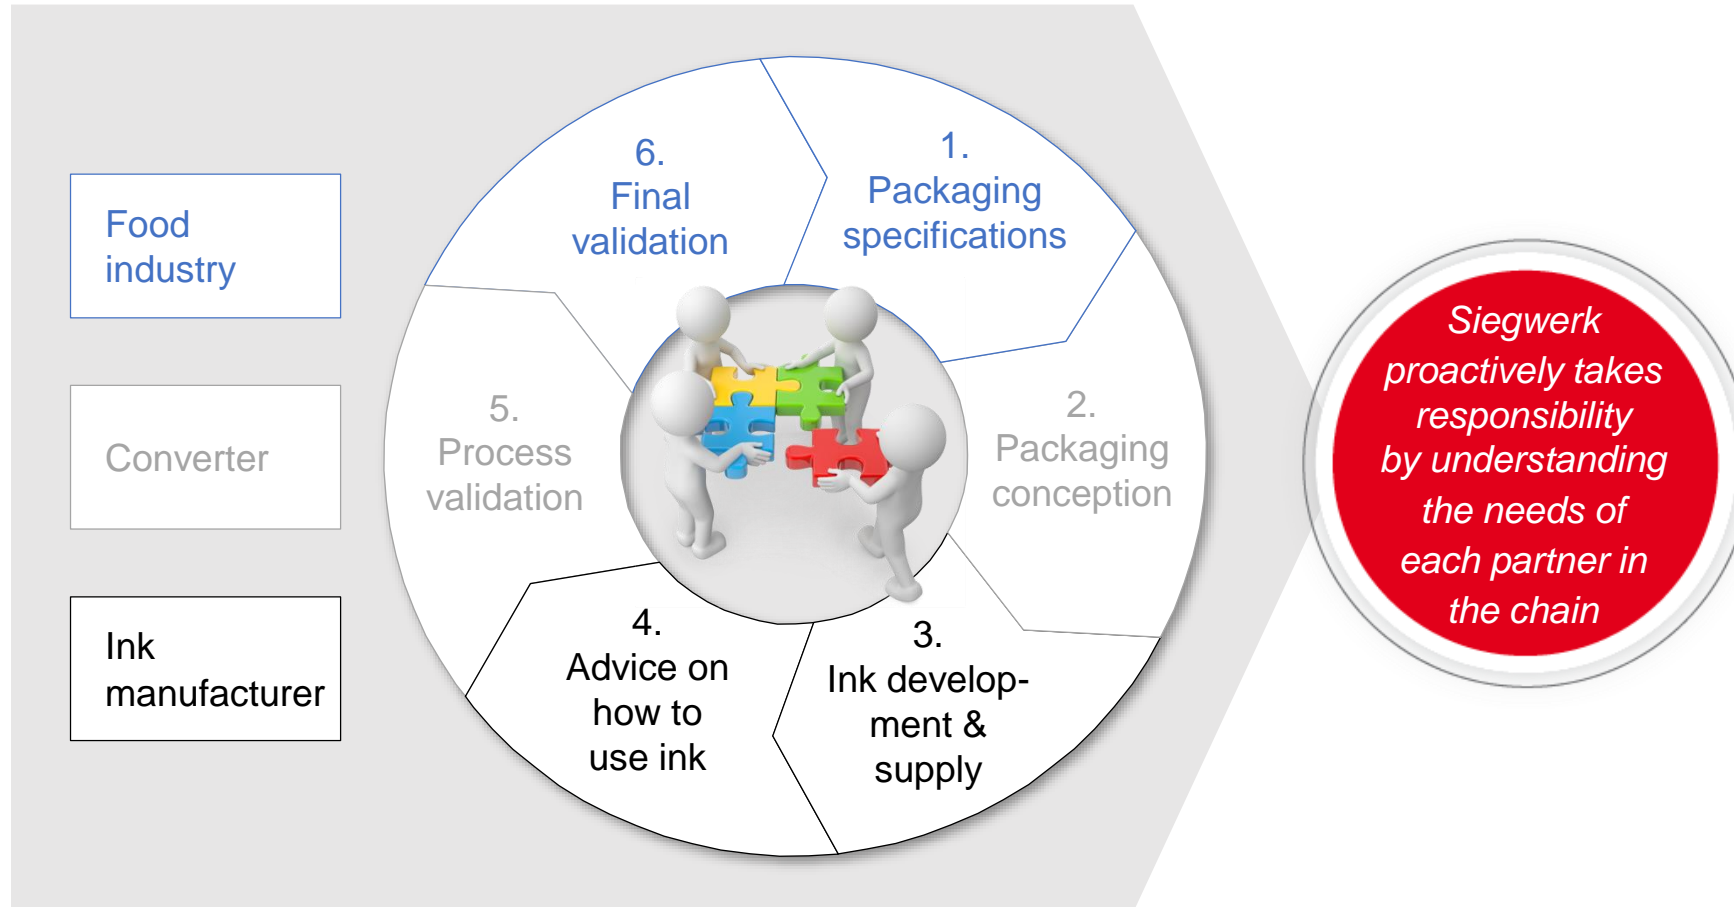 Food
industry
Converter
Ink
manufacturer
1.
Packaging
specifications
2.
Packaging
conception
3.
Ink develop-
ment &
supply
4.
Advice on
how to
use ink
5.
Process
validation
6.
Final
validation
Siegwerk
proactively takes
responsibility
by understanding
the needs of
each partner in
the chain